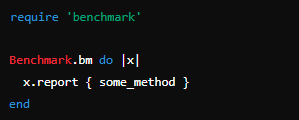 require 'benchmark'
Benchmark.bm do |x|
x.report { some_method }
end